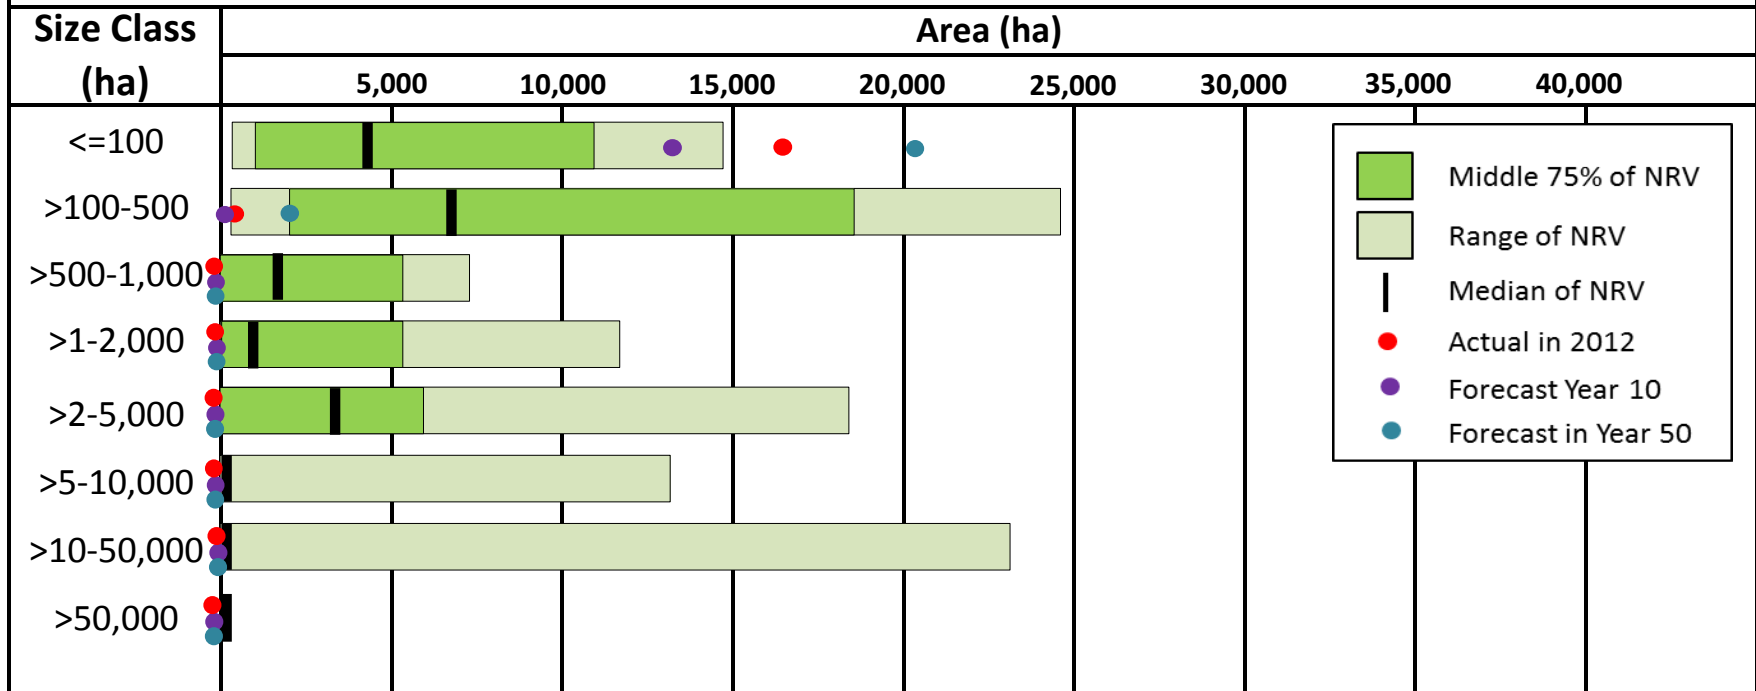 Size Class
(ha)
Area (ha)
5,000 10,000 15,000 20,000 25,000 30,000 35,000 40,000
<=100
>100-500
>500-1,000
>1-2,000
>2-5,000
>5-10,000
>10-50,000
>50,000
Middle 75% of NRV
Range of NRV
Median of NRV
Actual in 2012
Forecast Year 10
Forecast in Year 50